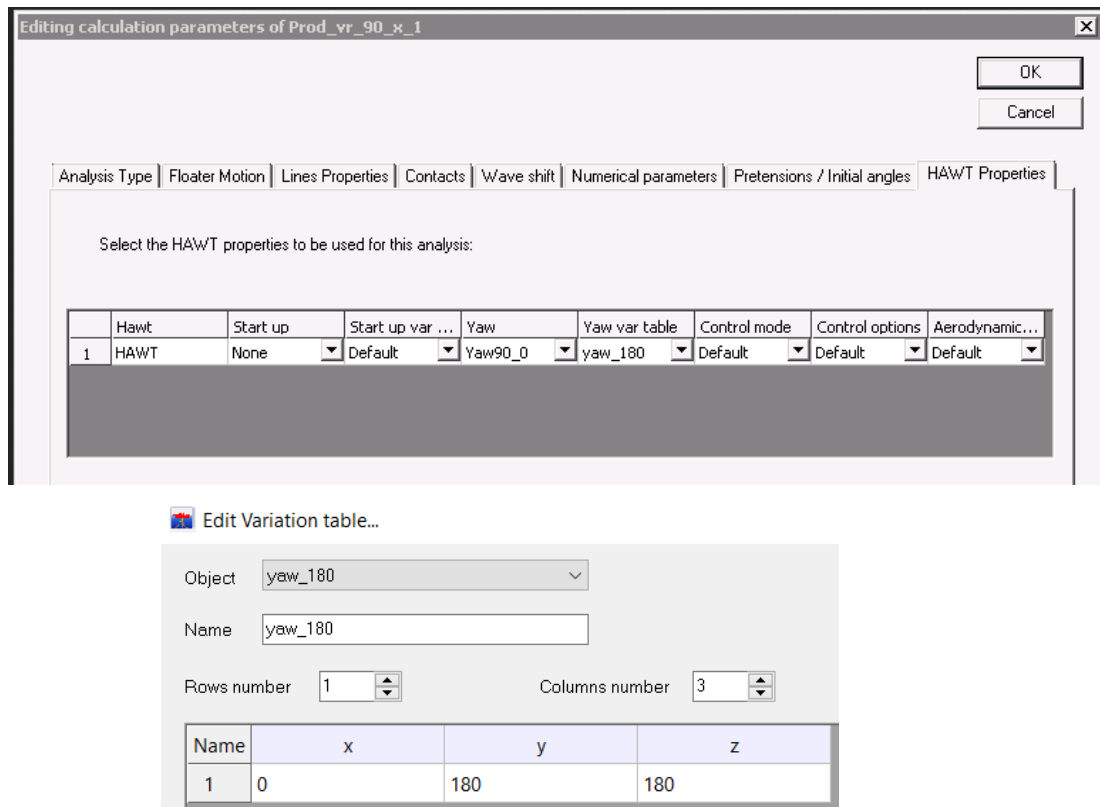 Editing calculation parameters of Prod_yr_90_x_1
OK
Cancel
Analysis Type Floater Motion Lines Properties Contacts Wave shift Numerical parameters Pretensions / Initial angles HAWT Properties
Select the HAWT properties to be used for this analysis:
Hawt Start up Start up var ... Yaw Yaw var table Control mode Control options Aerodynamic...
1 HAWT None Default Yaw90_0 yaw_180 Default Default Default
Edit Variation table...
Object yaw_180
Name yaw_180
Rows number 1 Columns number 3
Name x y z
1 0 180 180